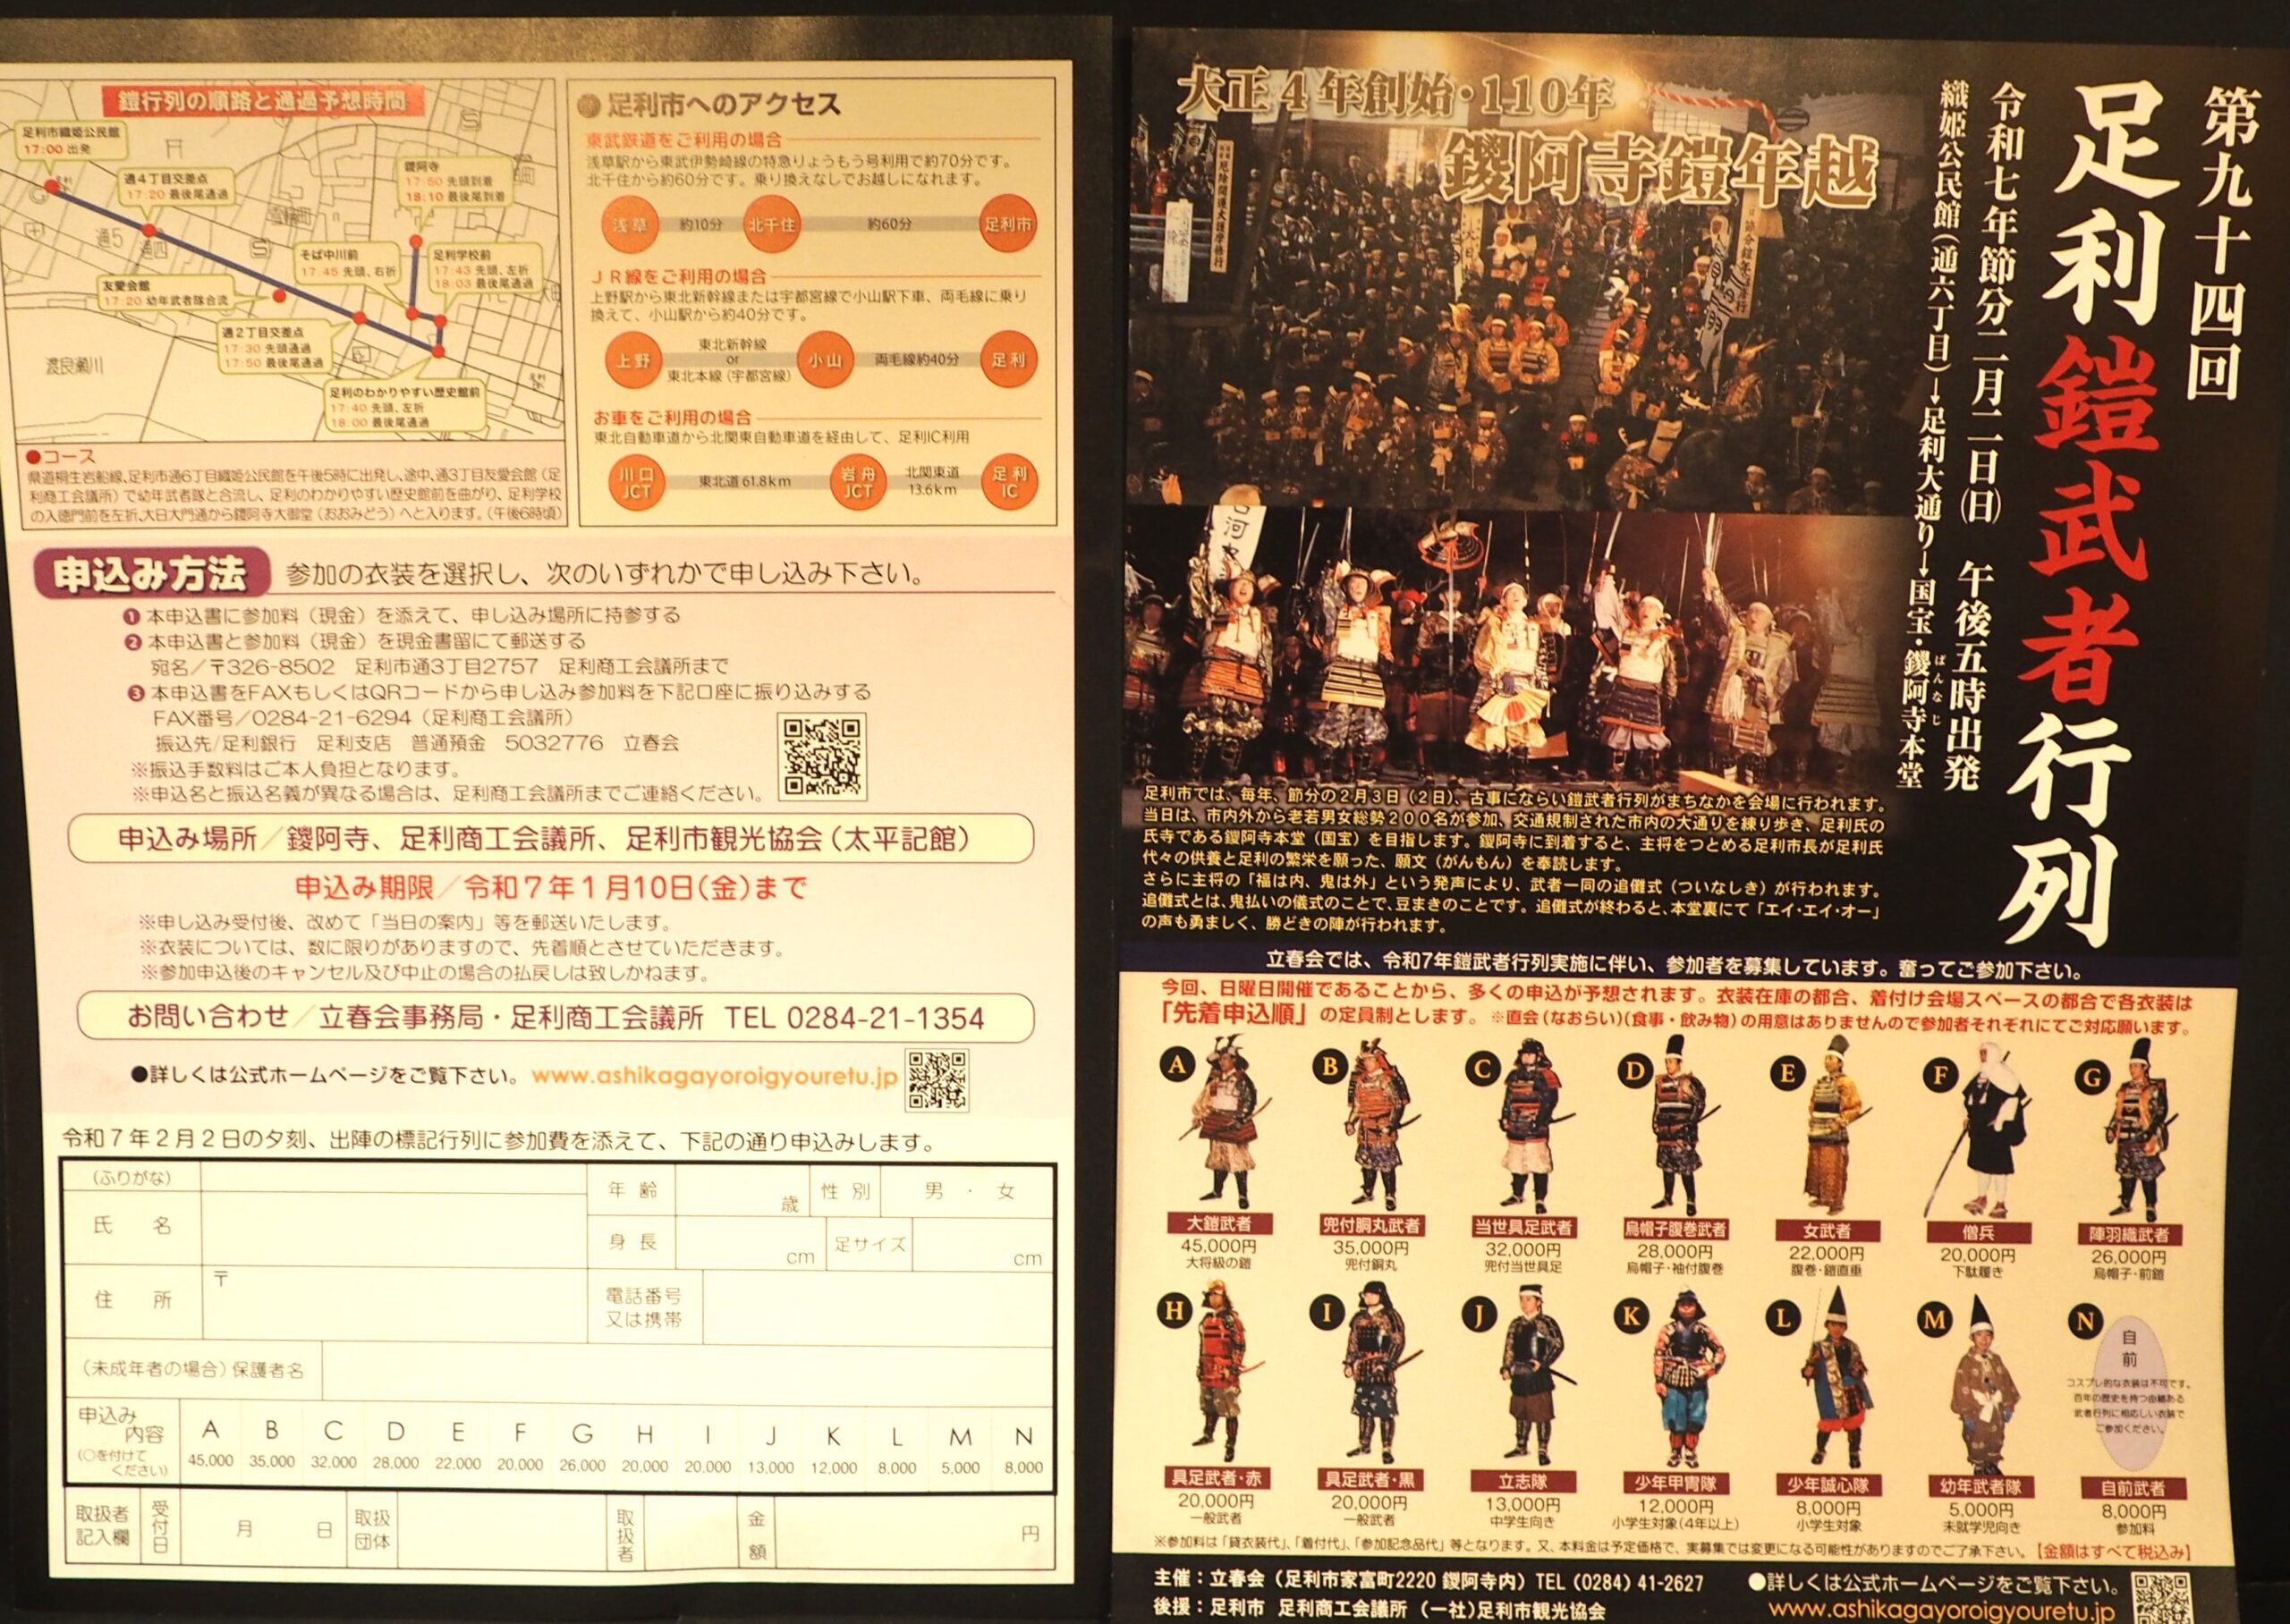 鎧行列の順路と通過予想時間
足利市織姫公民館
17:00 出発
通4丁目交差点
17:20 最後尾通過
鑁阿寺
17:50 先頭到着
18:10 最後尾到着
そば中川前
17:45 先頭、右折
足利学校前
17:43 先頭、左折
18:03 最後尾通過
友愛会館
17:20 幼年武者隊合流
通2丁目交差点
17:30 先頭通過
17:50 最後尾通過
足利のわかりやすい歴史館前
17:40 先頭、左折
18:00 最後尾通過
渡良瀬川
通5
通四
●コース
県道桐生岩船線、足利市通6丁目織姫公民館を午後5時に出発し、途中、通3丁目友愛会館（足
利商工会議所）で幼年武者隊と合流し、足利のわかりやすい歴史館前を曲がり、足利学校
の入徳門前を左折、大日大門通から鑁阿寺大御堂（おおみどう）へと入ります。（午後6時頃）
足利市へのアクセス
東武鉄道をご利用の場合
浅草駅から東武伊勢崎線の特急りょうもう号利用で約70分です。
北千住から約60分です。乗り換えなしでお越しになれます。
浅草 約10分 北千住 約60分 足利市
ＪＲ線をご利用の場合
上野駅から東北新幹線または宇都宮線で小山駅下車、両毛線に乗り
換えて、小山駅から約40分です。
上野 東北新幹線 or 東北本線（宇都宮線） 小山 両毛線約40分 足利
お車をご利用の場合
東北自動車道から北関東自動車道を経由して、足利IC利用
川口JCT 東北道 61.8km 岩舟JCT 北関東道 13.6km 足利IC
申込み方法 参加の衣装を選択し、次のいずれかで申し込み下さい。
❶本申込書に参加料（現金）を添えて、申し込み場所に持参する
❷本申込書と参加料（現金）を現金書留にて郵送する
宛名／〒326-8502 足利市通3丁目2757 足利商工会議所まで
❸本申込書をFAXもしくはQRコードから申し込み参加料を下記口座に振り込みする
FAX番号／0284-21-6294（足利商工会議所）
振込先/足利銀行 足利支店 普通預金 5032776 立春会
※振込手数料はご本人負担となります。
※申込名と振込名義が異なる場合は、足利商工会議所までご連絡ください。
申込み場所／鑁阿寺、足利商工会議所、足利市観光協会（太平記館）
申込み期限／令和7年1月10日(金)まで
※申し込み受付後、改めて「当日の案内」等を郵送いたします。
※衣装については、数に限りがありますので、先着順とさせていただきます。
※参加申込後のキャンセル及び中止の場合の払戻しは致しかねます。
お問い合わせ／立春会事務局・足利商工会議所 TEL 0284-21-1354
●詳しくは公式ホームページをご覧下さい。 www.ashikagayoroigyouretu.jp
令和7年2月2日の夕刻、出陣の標記行列に参加費を添えて、下記の通り申込みします。
（ふりがな）
氏 名
年 齢 歳 性 別 男 ・ 女
身 長 cm 足サイズ cm
住 所 〒
電話番号
又は携帯
（未成年者の場合）保護者名
申込み
内容
（○を付けて
ください）
A B C D E F G H I J K L M N
45,000 35,000 32,000 28,000 22,000 20,000 26,000 20,000 20,000 13,000 12,000 8,000 5,000 8,000
取扱者
記入欄
受付日 月 日
取扱
団体
取扱者
金額 円
第九十四回
足利鎧武者行列
令和七年節分二月二日(日) 午後五時出発
織姫公民館（通六丁目）→足利大通り→国宝・鑁阿寺本堂
ばんなじ
大正4年創始・110年
鑁阿寺鎧年越
足利市では、毎年、節分の2月3日（2日）、古事にならい鎧武者行列がまちなかを会場に行われます。
当日は、市内外から老若男女総勢200名が参加、交通規制された市内の大通りを練り歩き、足利氏の
氏寺である鑁阿寺本堂（国宝）を目指します。鑁阿寺に到着すると、主将をつとめる足利市長が足利氏
代々の供養と足利の繁栄を願った、願文（がんもん）を奉読します。
さらに主将の「福は内、鬼は外」という発声により、武者一同の追儺式（ついなしき）が行われます。
追儺式とは、鬼払いの儀式のことで、豆まきのことです。追儺式が終わると、本堂裏にて「エイ・エイ・オー」
の声も勇ましく、勝どきの陣が行われます。
立春会では、令和7年鎧武者行列実施に伴い、参加者を募集しています。奮ってご参加下さい。
今回、日曜日開催であることから、多くの申込が予想されます。衣装在庫の都合、着付け会場スペースの都合で各衣装は
「先着申込順」の定員制とします。 ※直会（なおらい）（食事・飲み物）の用意はありませんので参加者それぞれにてご対応願います。
A B C D E F G
大鎧武者 兜付胴丸武者 当世具足武者 烏帽子腹巻武者 女武者 僧兵 陣羽織武者
45,000円 35,000円 32,000円 28,000円 22,000円 20,000円 26,000円
大将級の鎧 兜付銅丸 兜付当世具足 烏帽子・袖付腹巻 腹巻・鎧直垂 下駄履き 烏帽子・前鎧
H I J K L M N
自前
コスプレ的な衣装は不可です。
百年の歴史を持つ由緒ある
武者行列に相応しい衣装で
ご参加ください。
具足武者・赤 具足武者・黒 立志隊 少年甲冑隊 少年誠心隊 幼年武者隊 自前武者
20,000円 20,000円 13,000円 12,000円 8,000円 5,000円 8,000円
一般武者 一般武者 中学生向き 小学生対象（4年以上） 小学生対象 未就学児向き 参加料
※参加料は「貸衣装代」、「着付代」、「参加記念品代」等となります。又、本料金は予定価格で、実募集では変更になる可能性がありますのでご了承下さい。【金額はすべて税込み】
主催：立春会（足利市家富町2220 鑁阿寺内）TEL（0284）41-2627
後援：足利市 足利商工会議所 （一社）足利市観光協会
●詳しくは公式ホームページをご覧下さい。
www.ashikagayoroigyouretu.jp